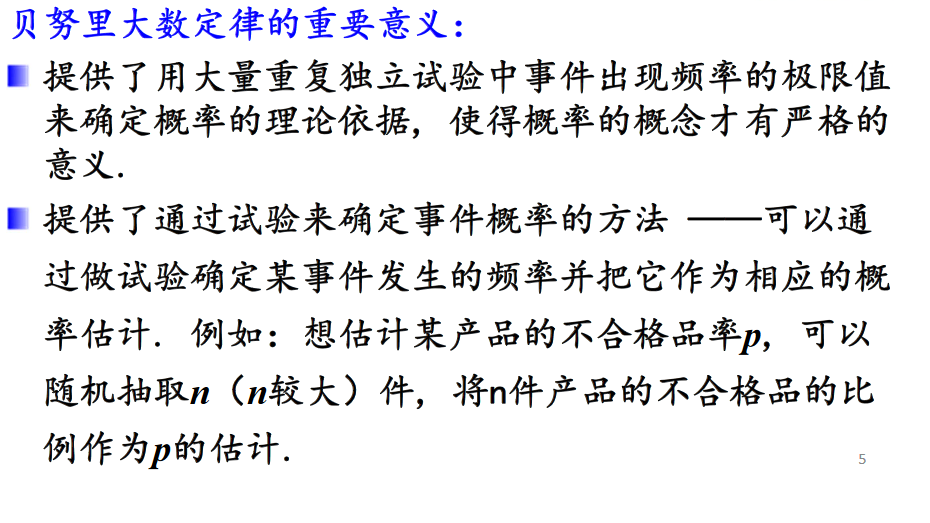 贝努里大数定律的重要意义：
提供了用大量重复独立试验中事件出现频率的极限值
来确定概率的理论依据，使得概率的概念才有严格的
意义.
提供了通过试验来确定事件概率的方法 ——可以通
过做试验确定某事件发生的频率并把它作为相应的概
率估计. 例如：想估计某产品的不合格品率p，可以
随机抽取n（n较大）件，将n件产品的不合格品的比
例作为p的估计.
5